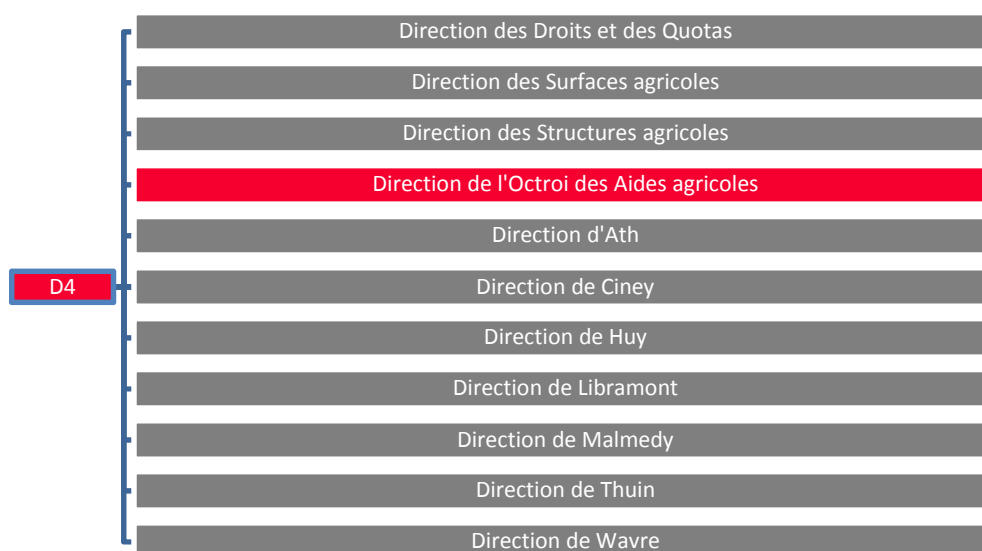 Direction des Droits et des Quotas
Direction des Surfaces agricoles
Direction des Structures agricoles
Direction de l'Octroi des Aides agricoles
Direction d'Ath
D4
Direction de Ciney
Direction de Huy
Direction de Libramont
Direction de Malmedy
Direction de Thuin
Direction de Wavre